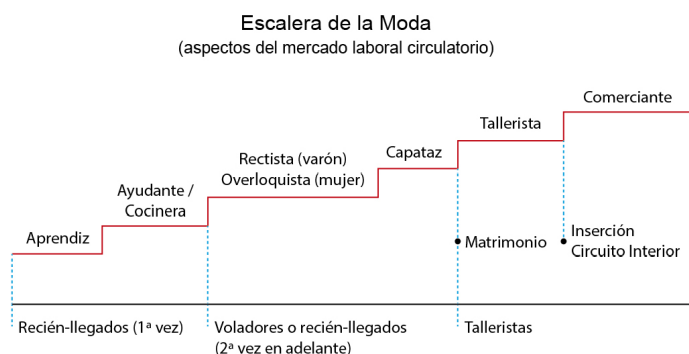 Escalera de la Moda
(aspectos del mercado laboral circulatorio)
Comerciante
Tallerista
Capataz
Rectista (varón)
Overloquista (mujer)
Ayudante /
Cocinera
Aprendiz
Matrimonio
Inserción
Circuito Interior
Recién-llegados (1ª vez)
Voladores o recién-llegados
(2ª vez en adelante)
Talleristas